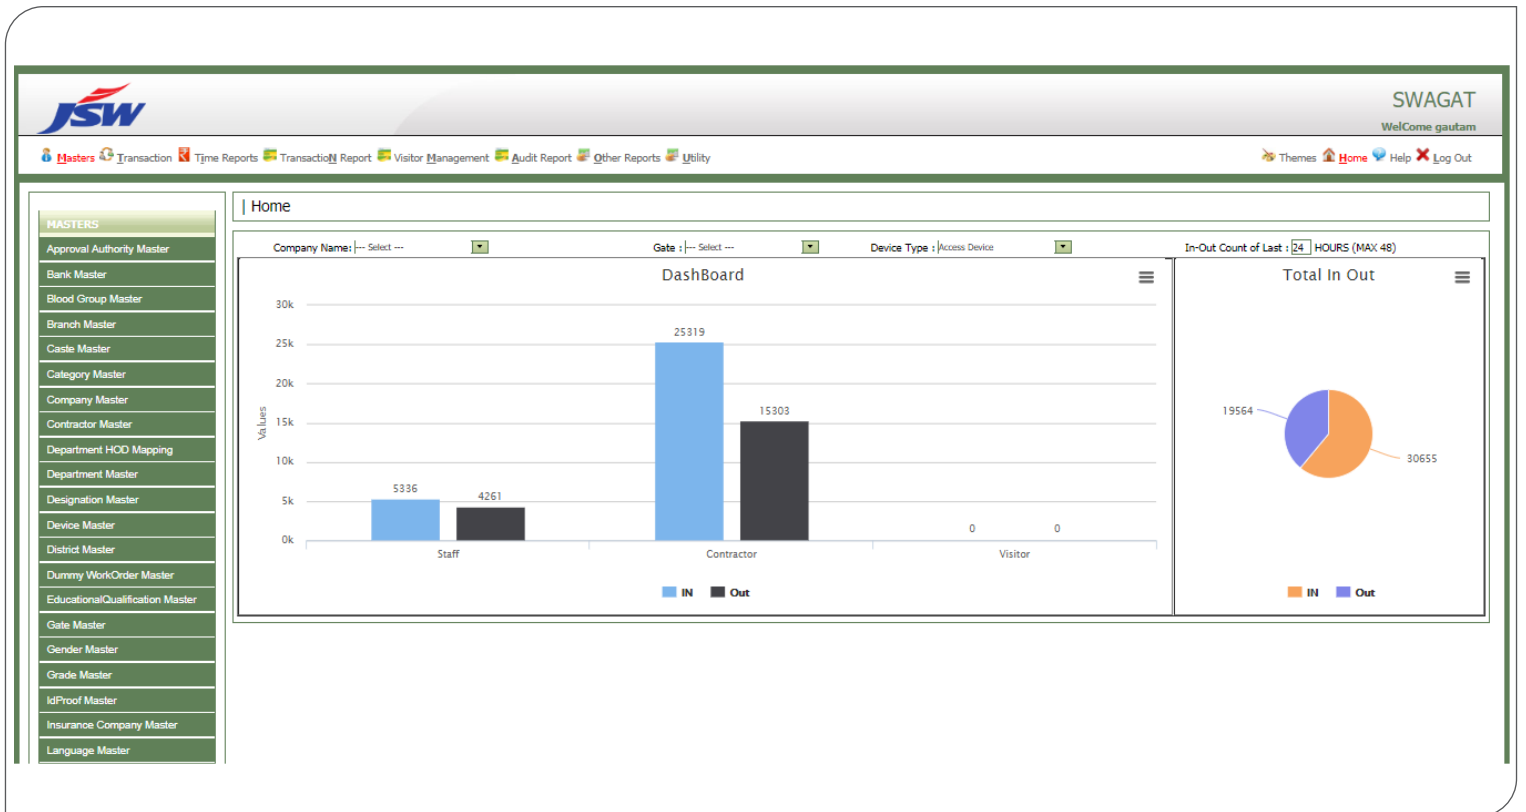 JSW
SWAGAT
WelCome gautam
Masters Transaction Time Reports TransactioN Report Visitor Management Audit Report Other Reports Utility
Themes Home Help Log Out
MASTERS
Approval Authority Master
Bank Master
Blood Group Master
Branch Master
Caste Master
Category Master
Company Master
Contractor Master
Department HOD Mapping
Department Master
Designation Master
Device Master
District Master
Dummy WorkOrder Master
EducationalQualification Master
Gate Master
Gender Master
Grade Master
IdProof Master
Insurance Company Master
Language Master
| Home
Company Name: --- Select --- Gate : --- Select --- Device Type : Access Device In-Out Count of Last : 24 HOURS (MAX 48)
DashBoard
Values
30k
25k
20k
15k
10k
5k
0k
5336
4261
25319
15303
0
0
Staff
Contractor
Visitor
IN Out
Total In Out
19564
30655
IN Out